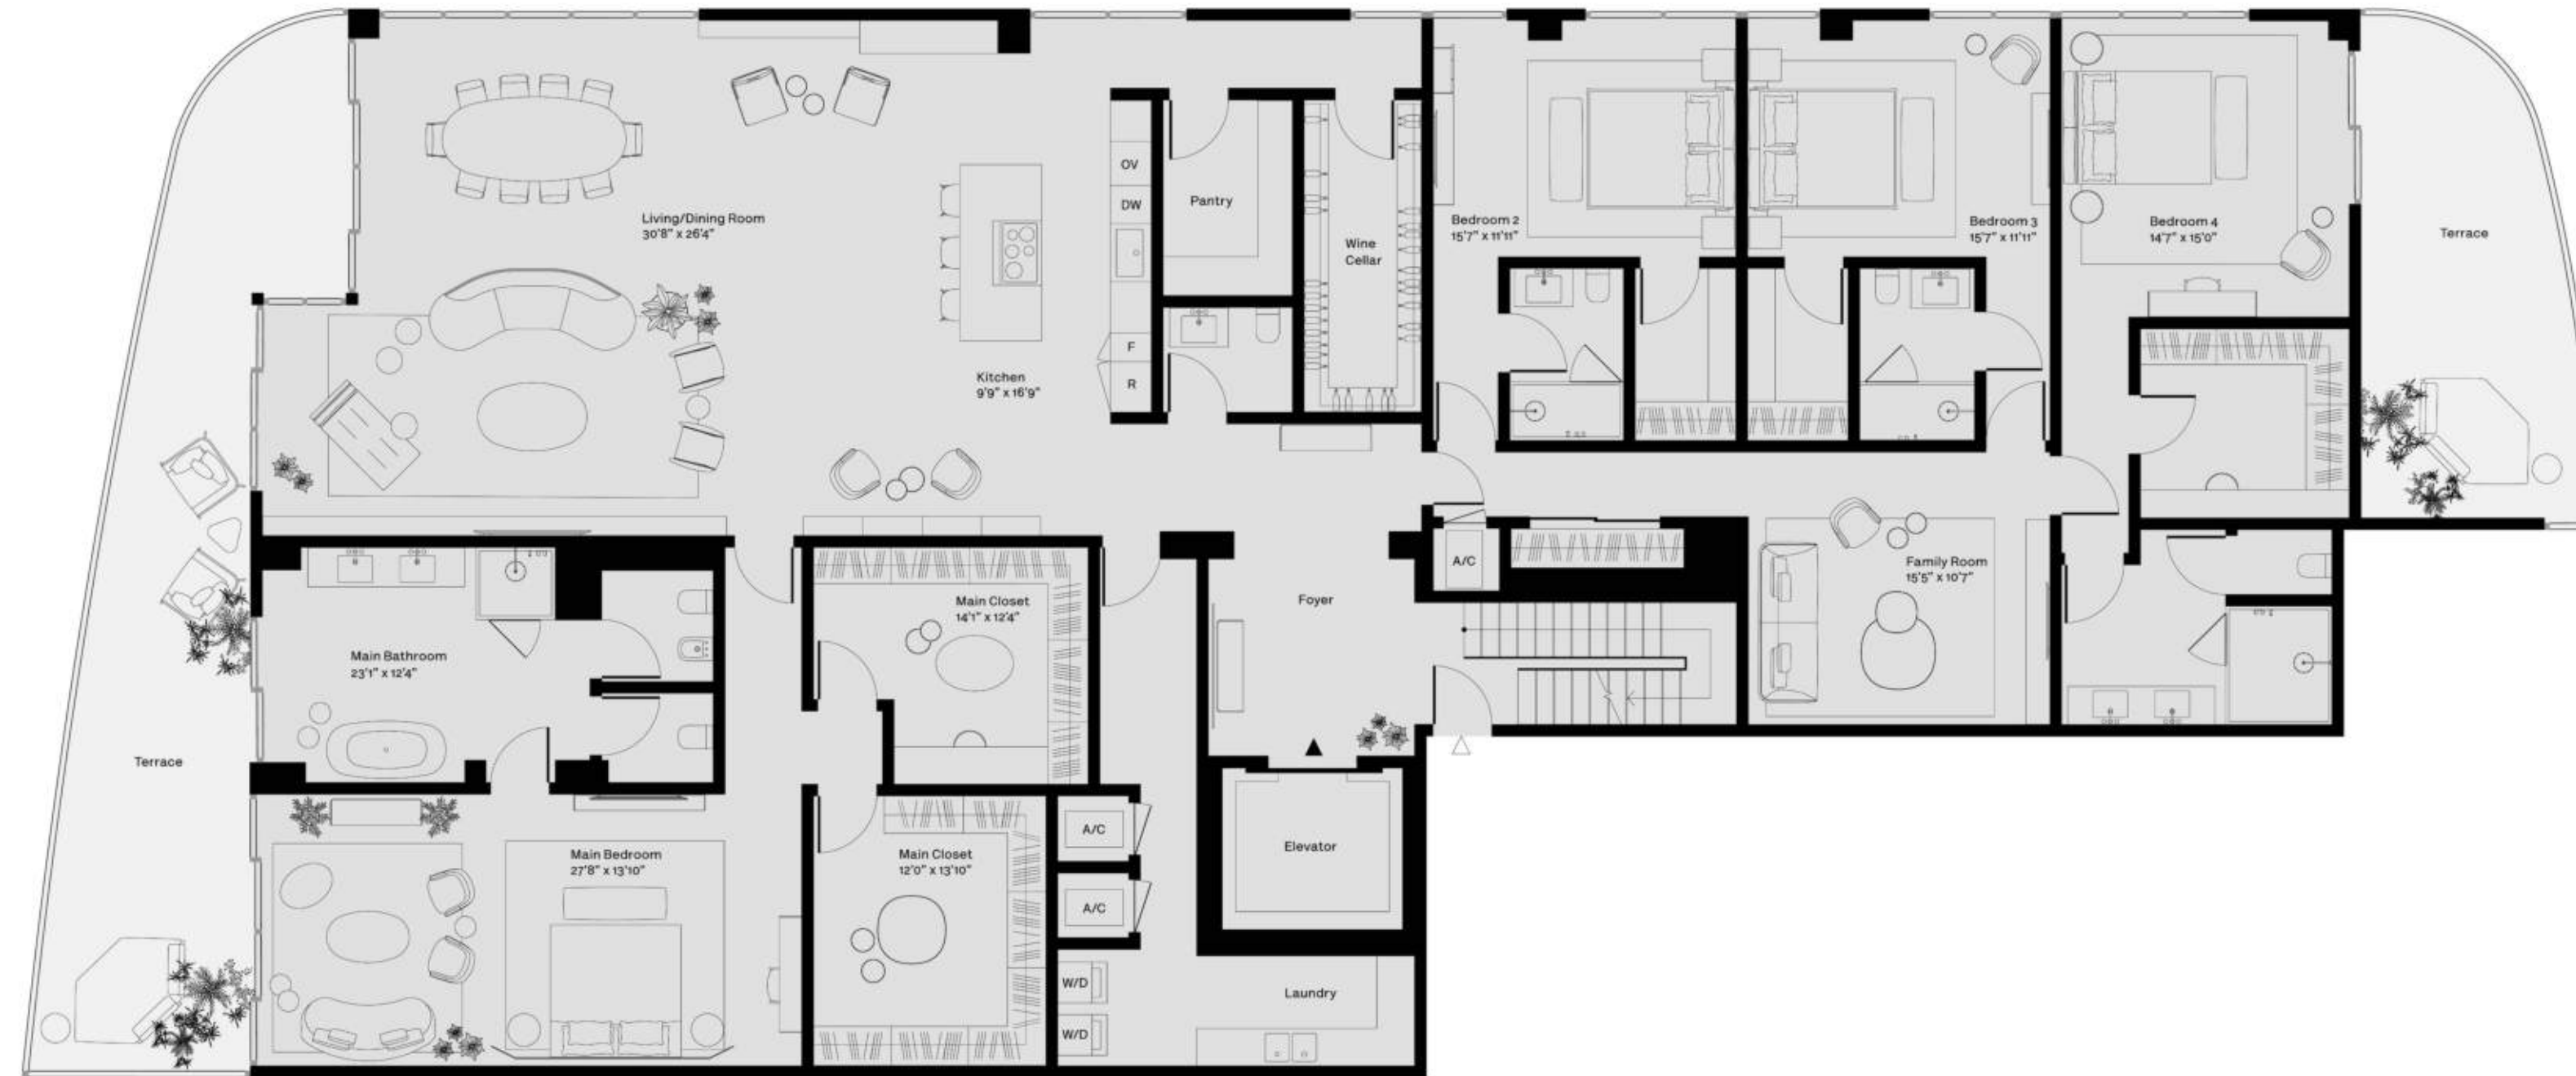 OV
DW
Pantry
Living/Dining Room
30'8" x 26'4"
Wine
Cellar
Bedroom 2
15'7" x 11'11"
Bedroom 3
15'7" x 11'11"
Bedroom 4
14'7" x 15'0"
Terrace
F
R
Kitchen
9'9" x 16'9"
A/C
Family Room
15'5" x 10'7"
Foyer
Main Closet
14'1" x 12'4"
Main Bathroom
23'1" x 12'4"
Terrace
Main Bedroom
27'8" x 13'10"
Main Closet
12'0" x 13'10"
A/C
A/C
Elevator
W/D
W/D
Laundry